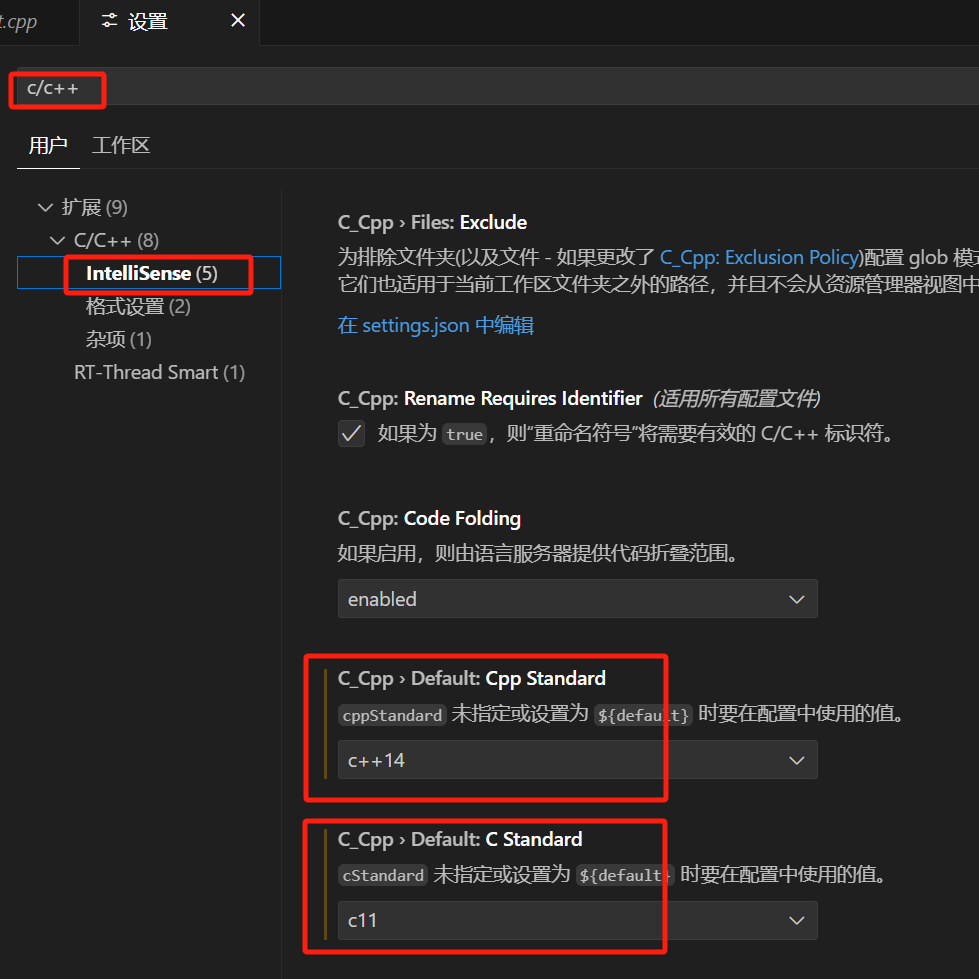 t.cpp
设置
c/c++
用户 工作区
扩展 (9)
C/C++ (8)
IntelliSense (5)
格式设置 (2)
杂项 (1)
RT-Thread Smart (1)
C_Cpp › Files: Exclude
为排除文件夹(以及文件 - 如果更改了 C_Cpp: Exclusion Policy)配置 glob 模式
它们也适用于当前工作区文件夹之外的路径，并且不会从资源管理器视图中
在 settings.json 中编辑
C_Cpp: Rename Requires Identifier (适用所有配置文件)
如果为 true，则“重命名符号”将需要有效的 C/C++ 标识符。
C_Cpp: Code Folding
如果启用，则由语言服务器提供代码折叠范围。
enabled
C_Cpp › Default: Cpp Standard
cppStandard 未指定或设置为 ${default} 时要在配置中使用的值。
c++14
C_Cpp › Default: C Standard
cStandard 未指定或设置为 ${default} 时要在配置中使用的值。
c11